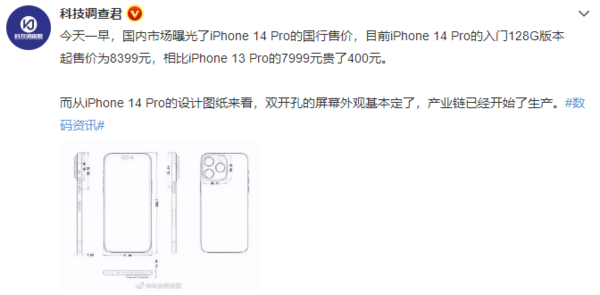 科技调查君
今天一早，国内市场曝光了iPhone 14 Pro的国行售价，目前iPhone 14 Pro的入门128G版本
起售价为8399元，相比iPhone 13 Pro的7999元贵了400元。
而从iPhone 14 Pro的设计图纸来看，双开孔的屏幕外观基本定了，产业链已经开始了生产。#数
码资讯#
@科技调查君